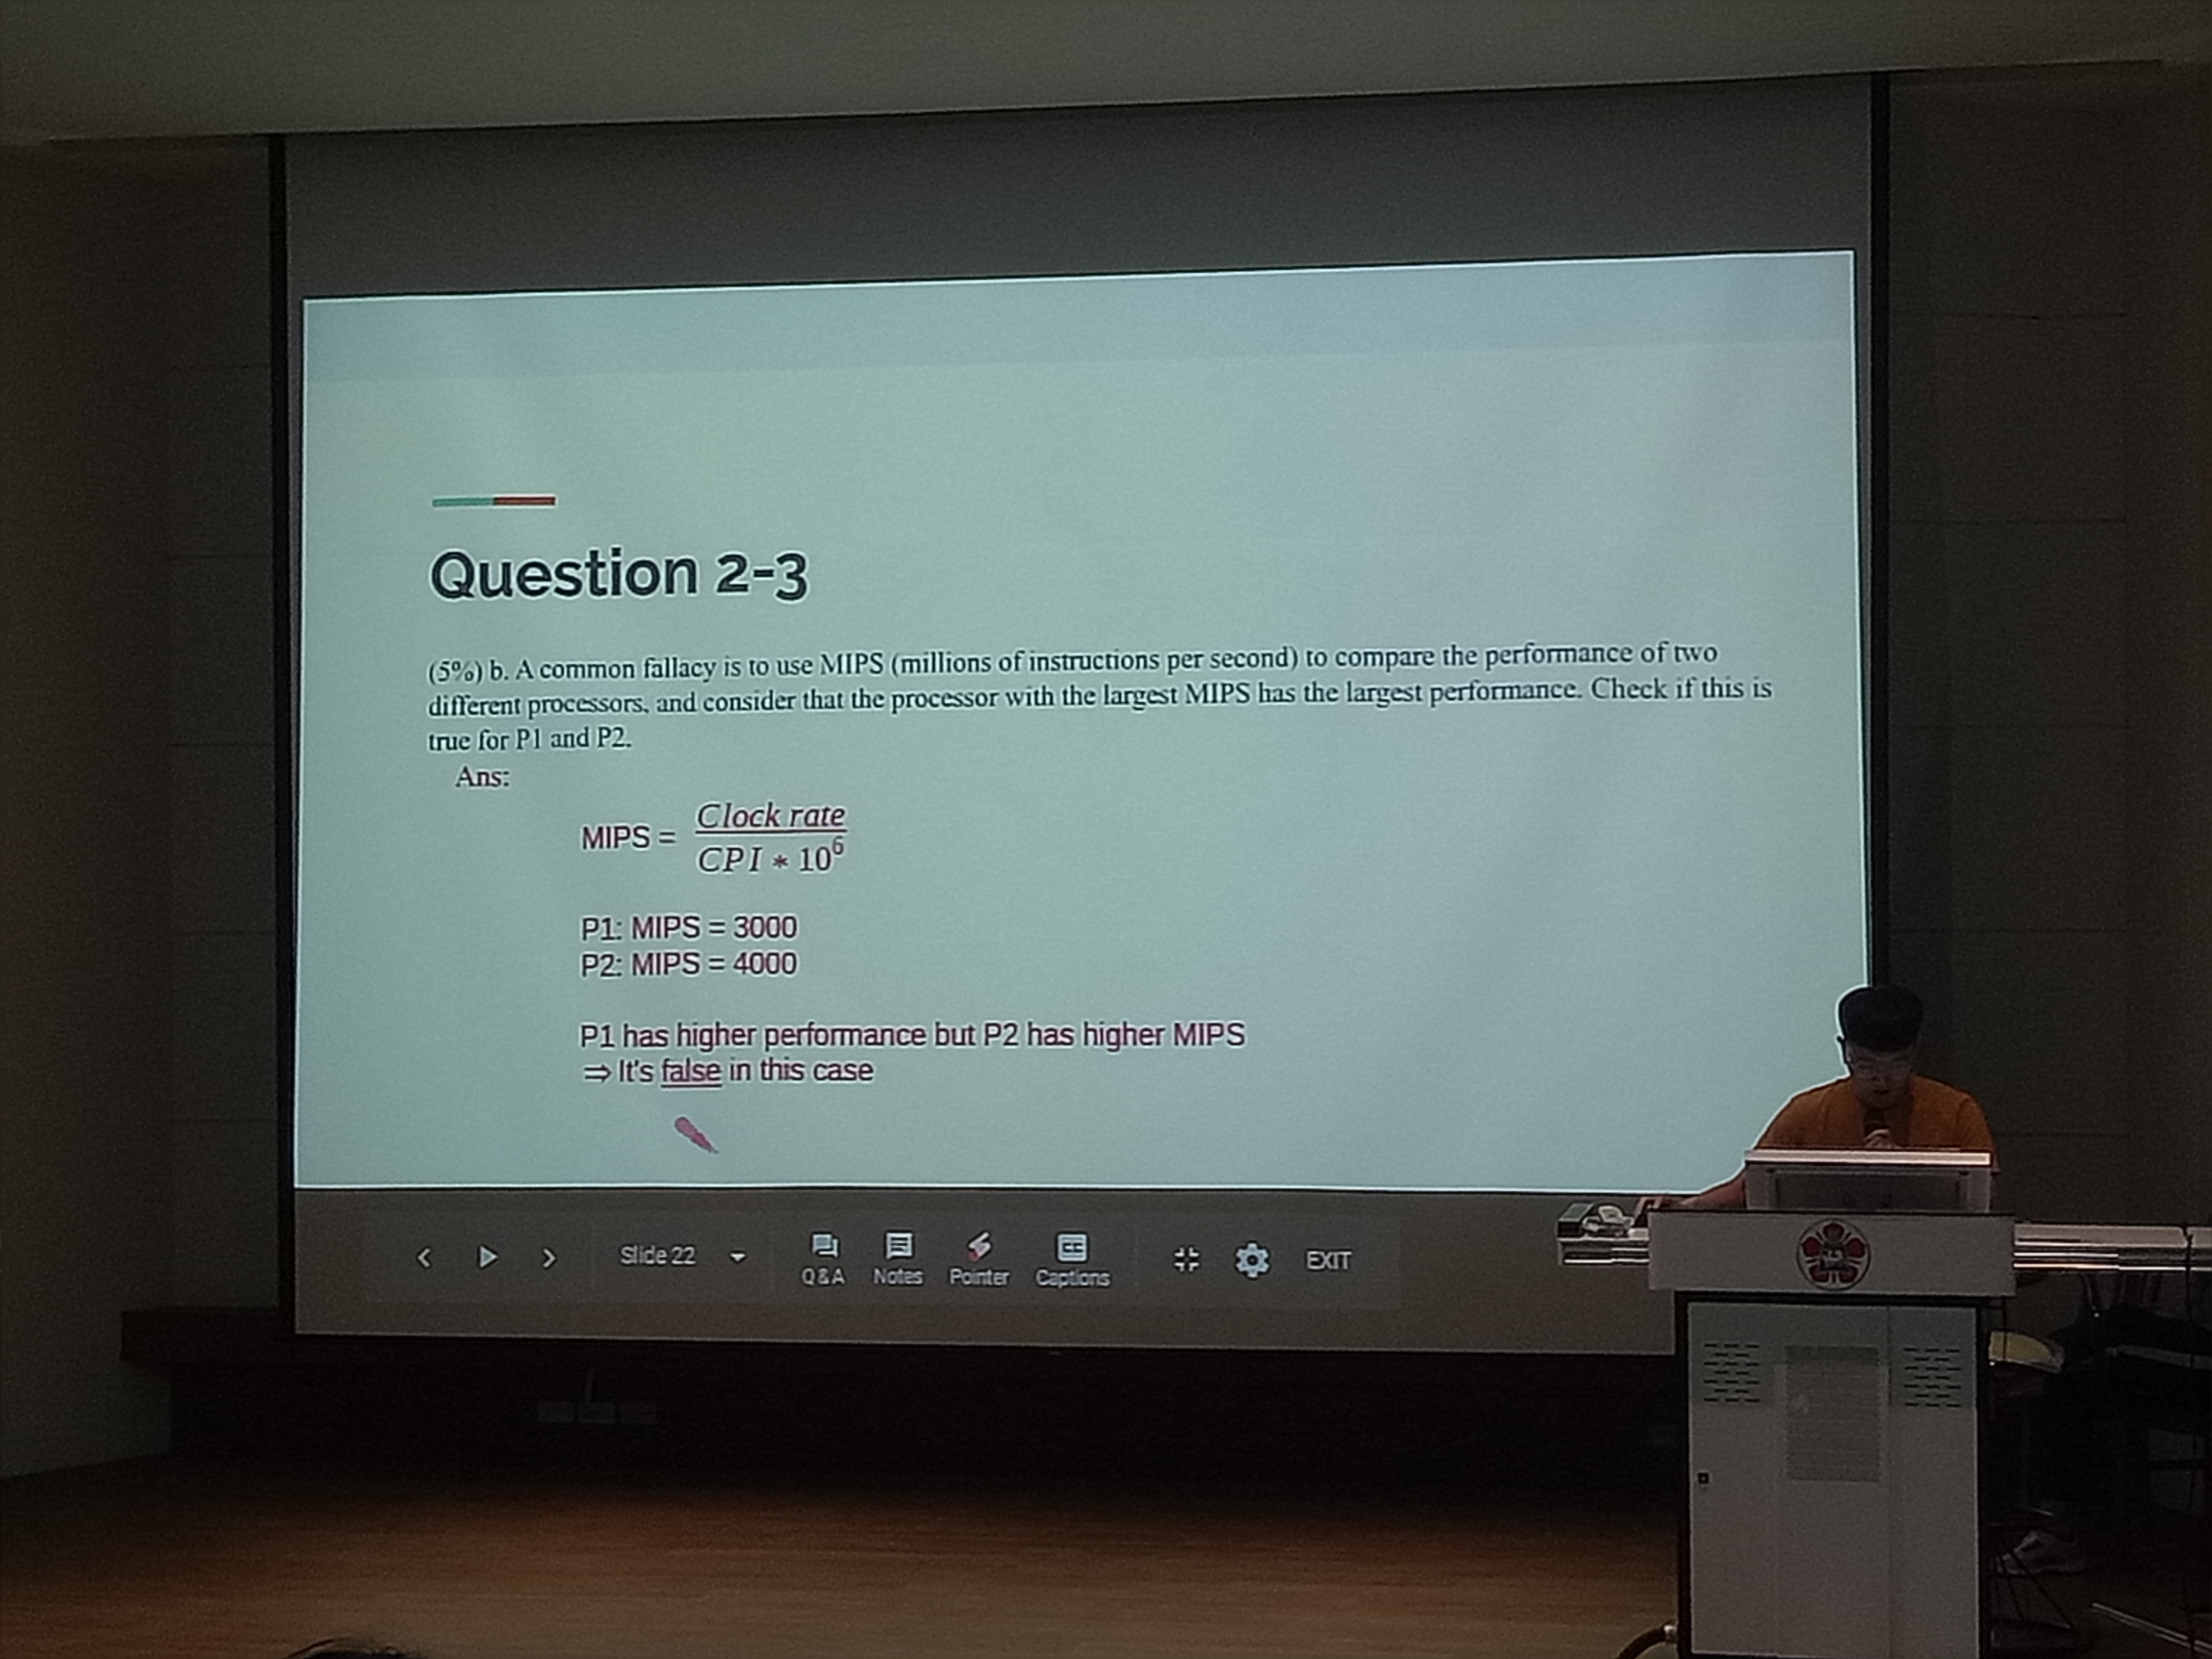 Question 2-3
(5%) b. A common fallacy is to use MIPS (millions of instructions per second) to compare the performance of two
different processors, and consider that the processor with the largest MIPS has the largest performance. Check if this is
true for P1 and P2.
Ans:
MIPS = Clock rate / CPI * 10^6
P1: MIPS = 3000
P2: MIPS = 4000
P1 has higher performance but P2 has higher MIPS
⇒ It's false in this case
Slide 22
Q&A
Notes
Pointer
CC
Captions
EXIT